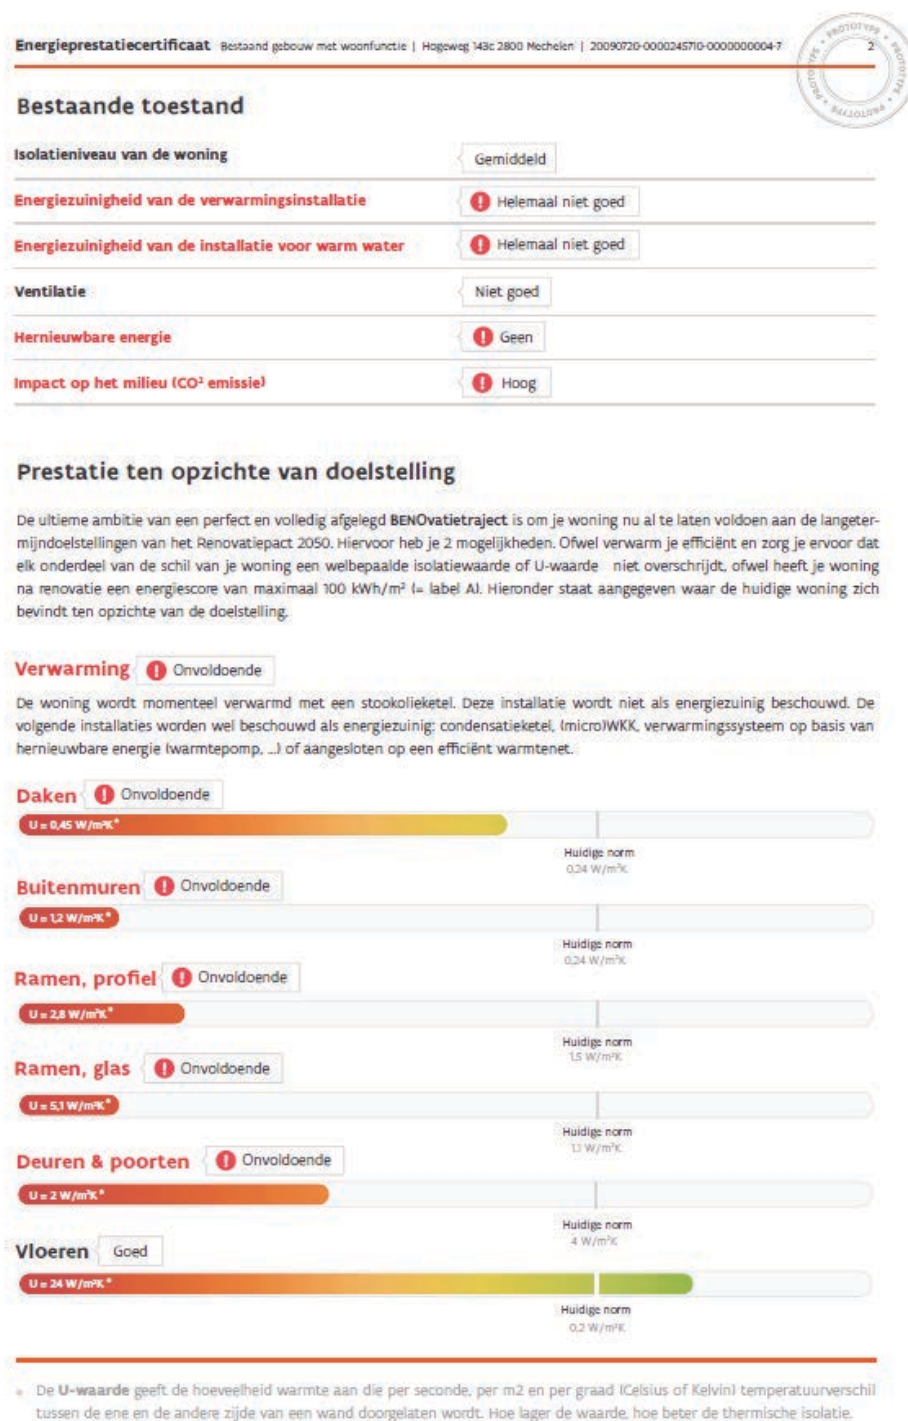 Energieprestatiecertificaat Bestaand gebouw met woonfunctie | Hogeweg 143c 2800 Mechelen | 20090720-0000245710-0000000004-7 2
PROTOTYPE • PROTOTYPE • PROTOTYPE • PROTOTYPE •
Bestaande toestand
Isolatieniveau van de woning Gemiddeld
Energiezuinigheid van de verwarmingsinstallatie ! Helemaal niet goed
Energiezuinigheid van de installatie voor warm water ! Helemaal niet goed
Ventilatie Niet goed
Hernieuwbare energie ! Geen
Impact op het milieu (CO² emissie) ! Hoog
Prestatie ten opzichte van doelstelling
De ultieme ambitie van een perfect en volledig afgelegd BENOvatietraject is om je woning nu al te laten voldoen aan de langeter-
mijndoelstellingen van het Renovatiepact 2050. Hiervoor heb je 2 mogelijkheden. Ofwel verwarm je efficiënt en zorg je ervoor dat
elk onderdeel van de schil van je woning een welbepaalde isolatiewaarde of U-waarde niet overschrijdt, ofwel heeft je woning
na renovatie een energiescore van maximaal 100 kWh/m² (= label A). Hieronder staat aangegeven waar de huidige woning zich
bevindt ten opzichte van de doelstelling.
Verwarming ! Onvoldoende
De woning wordt momenteel verwarmd met een stookolieketel. Deze installatie wordt niet als energiezuinig beschouwd. De
volgende installaties worden wel beschouwd als energiezuinig: condensatieketel, (micro)WKK, verwarmingssysteem op basis van
hernieuwbare energie (warmtepomp, ...) of aangesloten op een efficiënt warmtenet.
Daken ! Onvoldoende
U = 0,45 W/m²K*
Huidige norm
0,24 W/m²K
Buitenmuren ! Onvoldoende
U = 1,2 W/m²K*
Huidige norm
0,24 W/m²K
Ramen, profiel ! Onvoldoende
U = 2,8 W/m²K*
Huidige norm
1,5 W/m²K
Ramen, glas ! Onvoldoende
U = 5,1 W/m²K*
Huidige norm
1,1 W/m²K
Deuren & poorten ! Onvoldoende
U = 2 W/m²K*
Huidige norm
4 W/m²K
Vloeren Goed
U = 24 W/m²K*
Huidige norm
0,2 W/m²K
* De U-waarde geeft de hoeveelheid warmte aan die per seconde, per m2 en per graad (Celsius of Kelvin) temperatuurverschil
tussen de ene en de andere zijde van een wand doorgelaten wordt. Hoe lager de waarde, hoe beter de thermische isolatie.